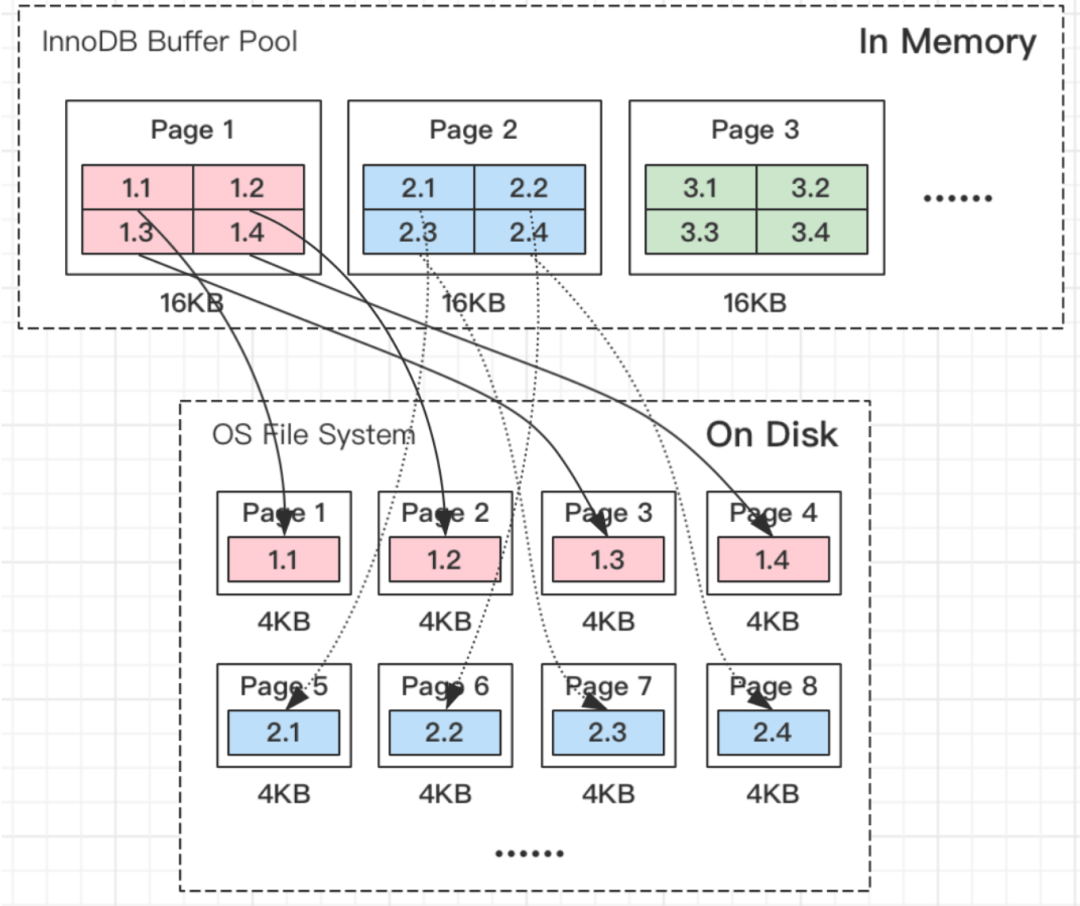 InnoDB Buffer Pool In Memory
Page 1 Page 2 Page 3
1.1 1.2 2.1 2.2 3.1 3.2
1.3 1.4 2.3 2.4 3.3 3.4
······
16KB 16KB 16KB
OS File System On Disk
Page 1 Page 2 Page 3 Page 4
1.1 1.2 1.3 1.4
4KB 4KB 4KB 4KB
Page 5 Page 6 Page 7 Page 8
2.1 2.2 2.3 2.4
4KB 4KB 4KB 4KB
······